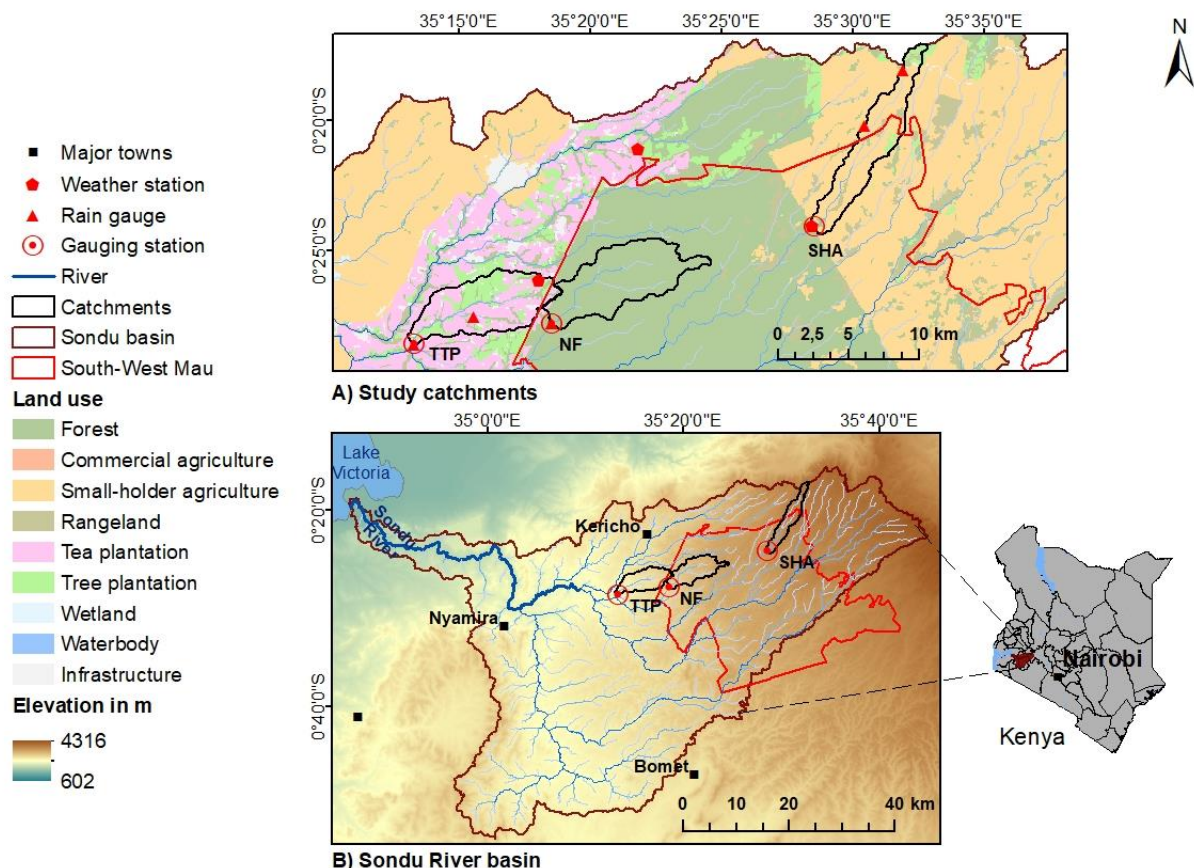 35°15'0"E
35°20'0"E
35°25'0"E
35°30'0"E
35°35'0"E
N
0°20'0"S
0°25'0"S
SHA
TTP
NF
0 2,5 5 10 km
A) Study catchments
Major towns
Weather station
Rain gauge
Gauging station
River
Catchments
Sondu basin
South-West Mau
Land use
Forest
Commercial agriculture
Small-holder agriculture
Rangeland
Tea plantation
Tree plantation
Wetland
Waterbody
Infrastructure
Elevation in m
4316
602
35°0'0"E
35°20'0"E
35°40'0"E
0°20'0"S
0°40'0"S
Lake
Victoria
Sondu
River
Kericho
SHA
TTP
NF
Nyamira
Bomet
0 10 20 40 km
B) Sondu River basin
Nairobi
Kenya